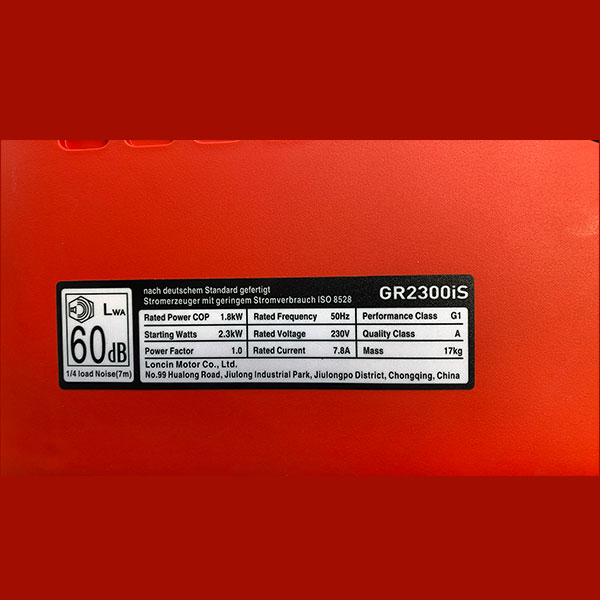 LWA
60dB
1/4 load Noise(7m)
nach deutschem Standard gefertigt
Stromerzeuger mit geringem Stromverbrauch ISO 8528
GR2300iS
Rated Power COP 1.8kW Rated Frequency 50Hz Performance Class G1
Starting Watts 2.3kW Rated Voltage 230V Quality Class A
Power Factor 1.0 Rated Current 7.8A Mass 17kg
Loncin Motor Co., Ltd.
No.99 Hualong Road, Jiulong Industrial Park, Jiulongpo District, Chongqing, China